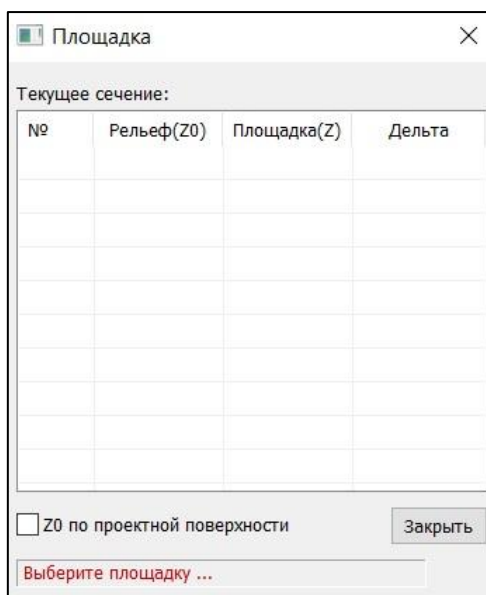 Площадка
Текущее сечение:
№ Рельеф(Z0) Площадка(Z) Дельта
Z0 по проектной поверхности
Закрыть
Выберите площадку ...